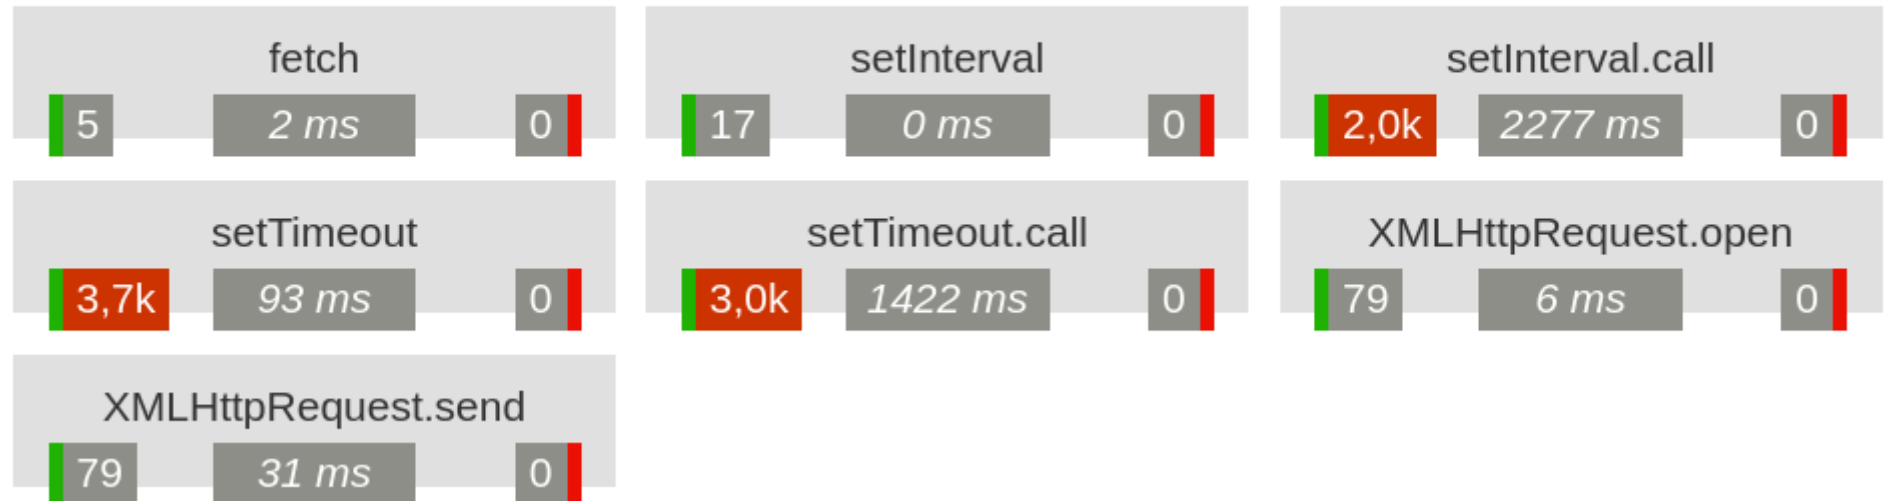 fetch
5 2 ms 0
setInterval
17 0 ms 0
setInterval.call
2,0k 2277 ms 0
setTimeout
3,7k 93 ms 0
setTimeout.call
3,0k 1422 ms 0
XMLHttpRequest.open
79 6 ms 0
XMLHttpRequest.send
79 31 ms 0